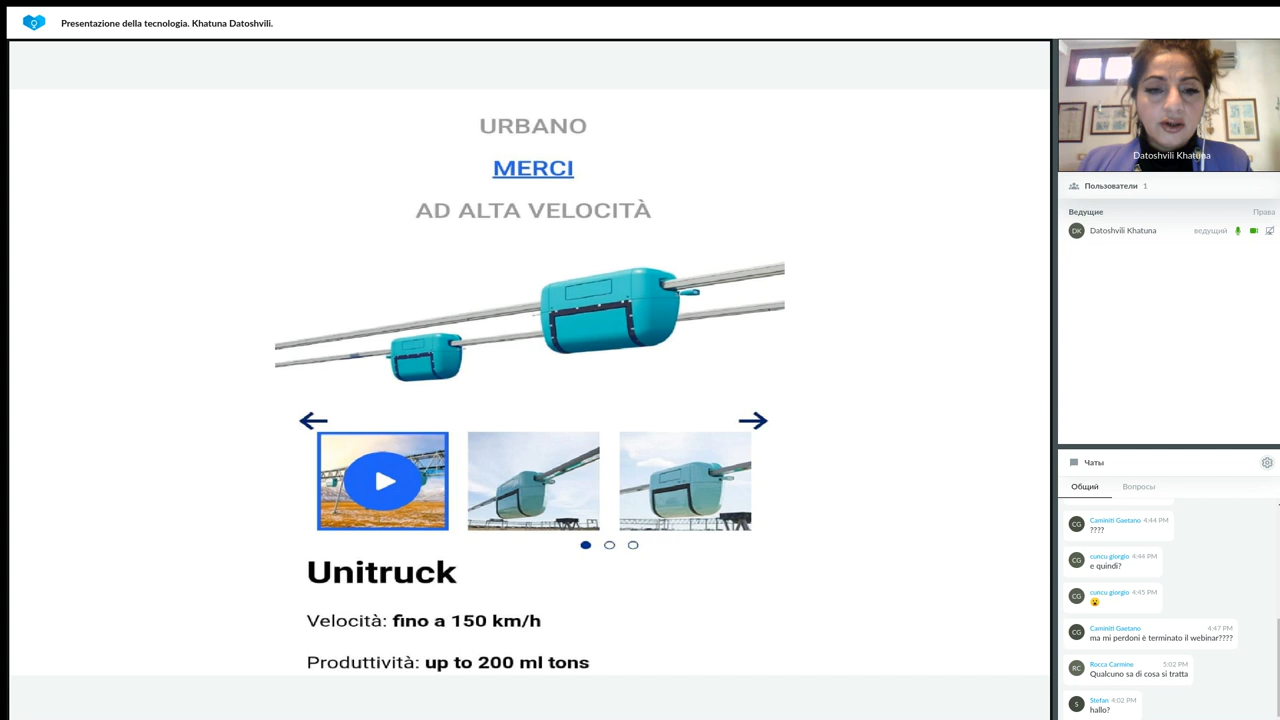 Presentazione della tecnologia. Khatuna Datoshvili.
URBANO
MERCI
AD ALTA VELOCITÀ
Unitruck
Velocità: fino a 150 km/h
Produttività: up to 200 ml tons
Datoshvili Khatuna
Пользователи 1
Ведущие Права
DK Datoshvili Khatuna ведущий
Чаты
Общий Вопросы
CG Caminiti Gaetano 4:44 PM
????
CG cuncu giorgio 4:44 PM
e quindi?
CG cuncu giorgio 4:45 PM
😮
CG Caminiti Gaetano 4:47 PM
ma mi perdoni è terminato il webinar????
RC Rocca Carmine 5:02 PM
Qualcuno sa di cosa si tratta
S Stefan 4:02 PM
hallo?